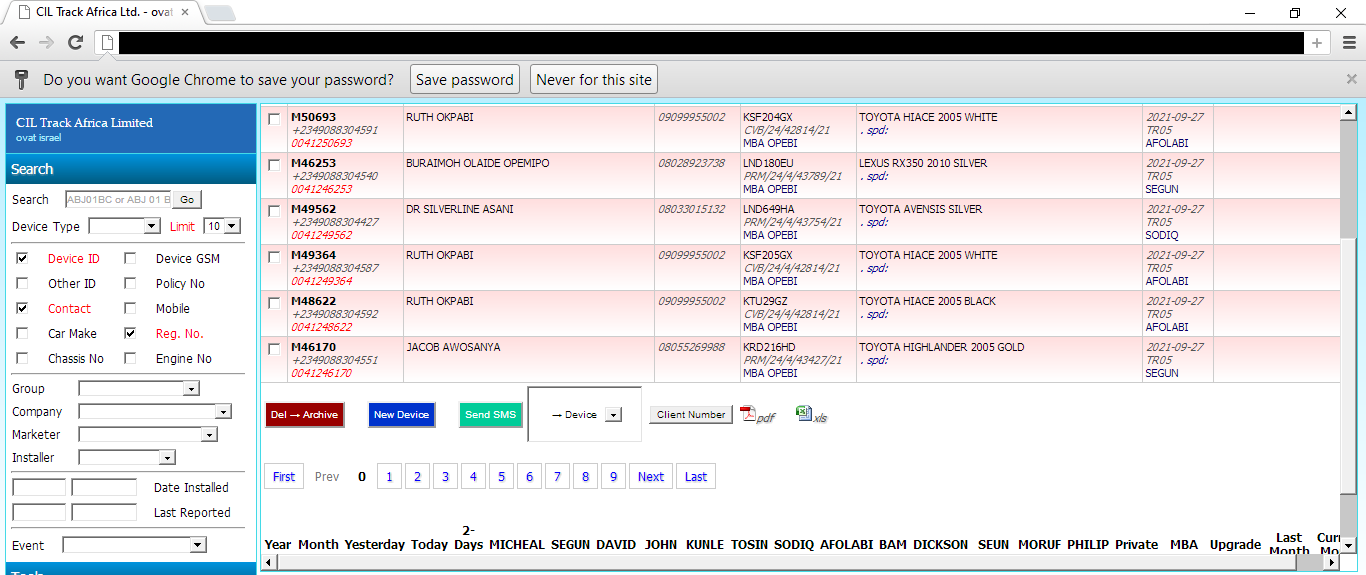 CIL Track Africa Ltd. - ovat
Do you want Google Chrome to save your password? Save password Never for this site
CIL Track Africa Limited
ovat israel
Search
Search ABJ01BC or ABJ 01 B Go
Device Type Limit 10
Device ID Device GSM
Other ID Policy No
Contact Mobile
Car Make Reg. No.
Chassis No Engine No
Group
Company
Marketer
Installer
Date Installed
Last Reported
Event
M50693 RUTH OKPABI 09099955002 KSF204GX TOYOTA HIACE 2005 WHITE 2021-09-27
+2349088304591 CVB/24/42814/21 . spd: TR05
0041250693 MBA OPEBI AFOLABI
M46253 BURAIMOH OLAIDE OPEMIPO 08028923738 LND180EU LEXUS RX350 2010 SILVER 2021-09-27
+2349088304540 PRM/24/4/43789/21 . spd: TR05
0041246253 MBA OPEBI SEGUN
M49562 DR SILVERLINE ASANI 08033015132 LND649HA TOYOTA AVENSIS SILVER 2021-09-27
+2349088304427 PRM/24/4/43754/21 . spd: TR05
0041249562 MBA OPEBI SODIQ
M49364 RUTH OKPABI 09099955002 KSF205GX TOYOTA HIACE 2005 WHITE 2021-09-27
+2349088304587 CVB/24/4/42814/21 . spd: TR05
0041249364 MBA OPEBI AFOLABI
M48622 RUTH OKPABI 09099955002 KTU29GZ TOYOTA HIACE 2005 BLACK 2021-09-27
+2349088304592 CVB/24/4/42814/21 . spd: TR05
0041248622 MBA OPEBI AFOLABI
M46170 JACOB AWOSANYA 08055269988 KRD216HD TOYOTA HIGHLANDER 2005 GOLD 2021-09-27
+2349088304551 PRM/24/4/43427/21 . spd: TR05
0041246170 MBA OPEBI SEGUN
Del → Archive New Device Send SMS → Device Client Number pdf xls
First Prev 0 1 2 3 4 5 6 7 8 9 Next Last
Year Month Yesterday Today 2-Days MICHEAL SEGUN DAVID JOHN KUNLE TOSIN SODIQ AFOLABI BAM DICKSON SEUN MORUF PHILIP Private MBA Upgrade Last Month